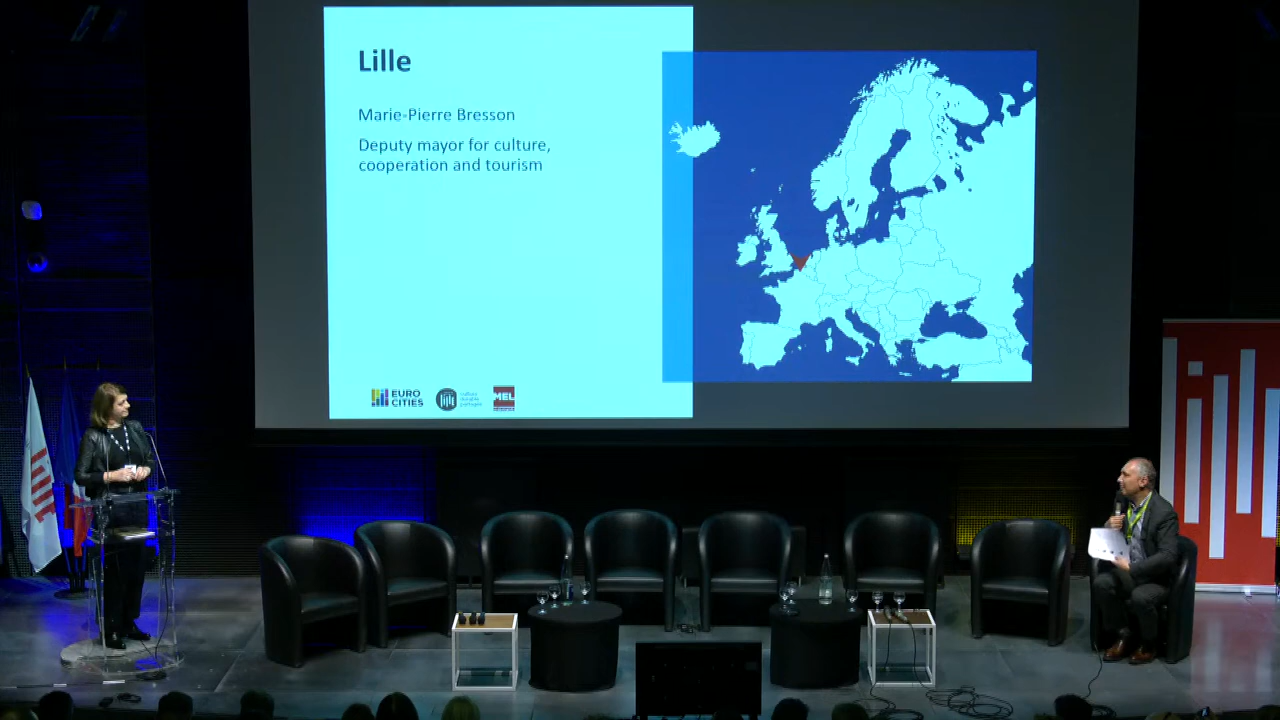 Lille
Marie-Pierre Bresson
Deputy mayor for culture,
cooperation and tourism
EURO
CITIES
MEL